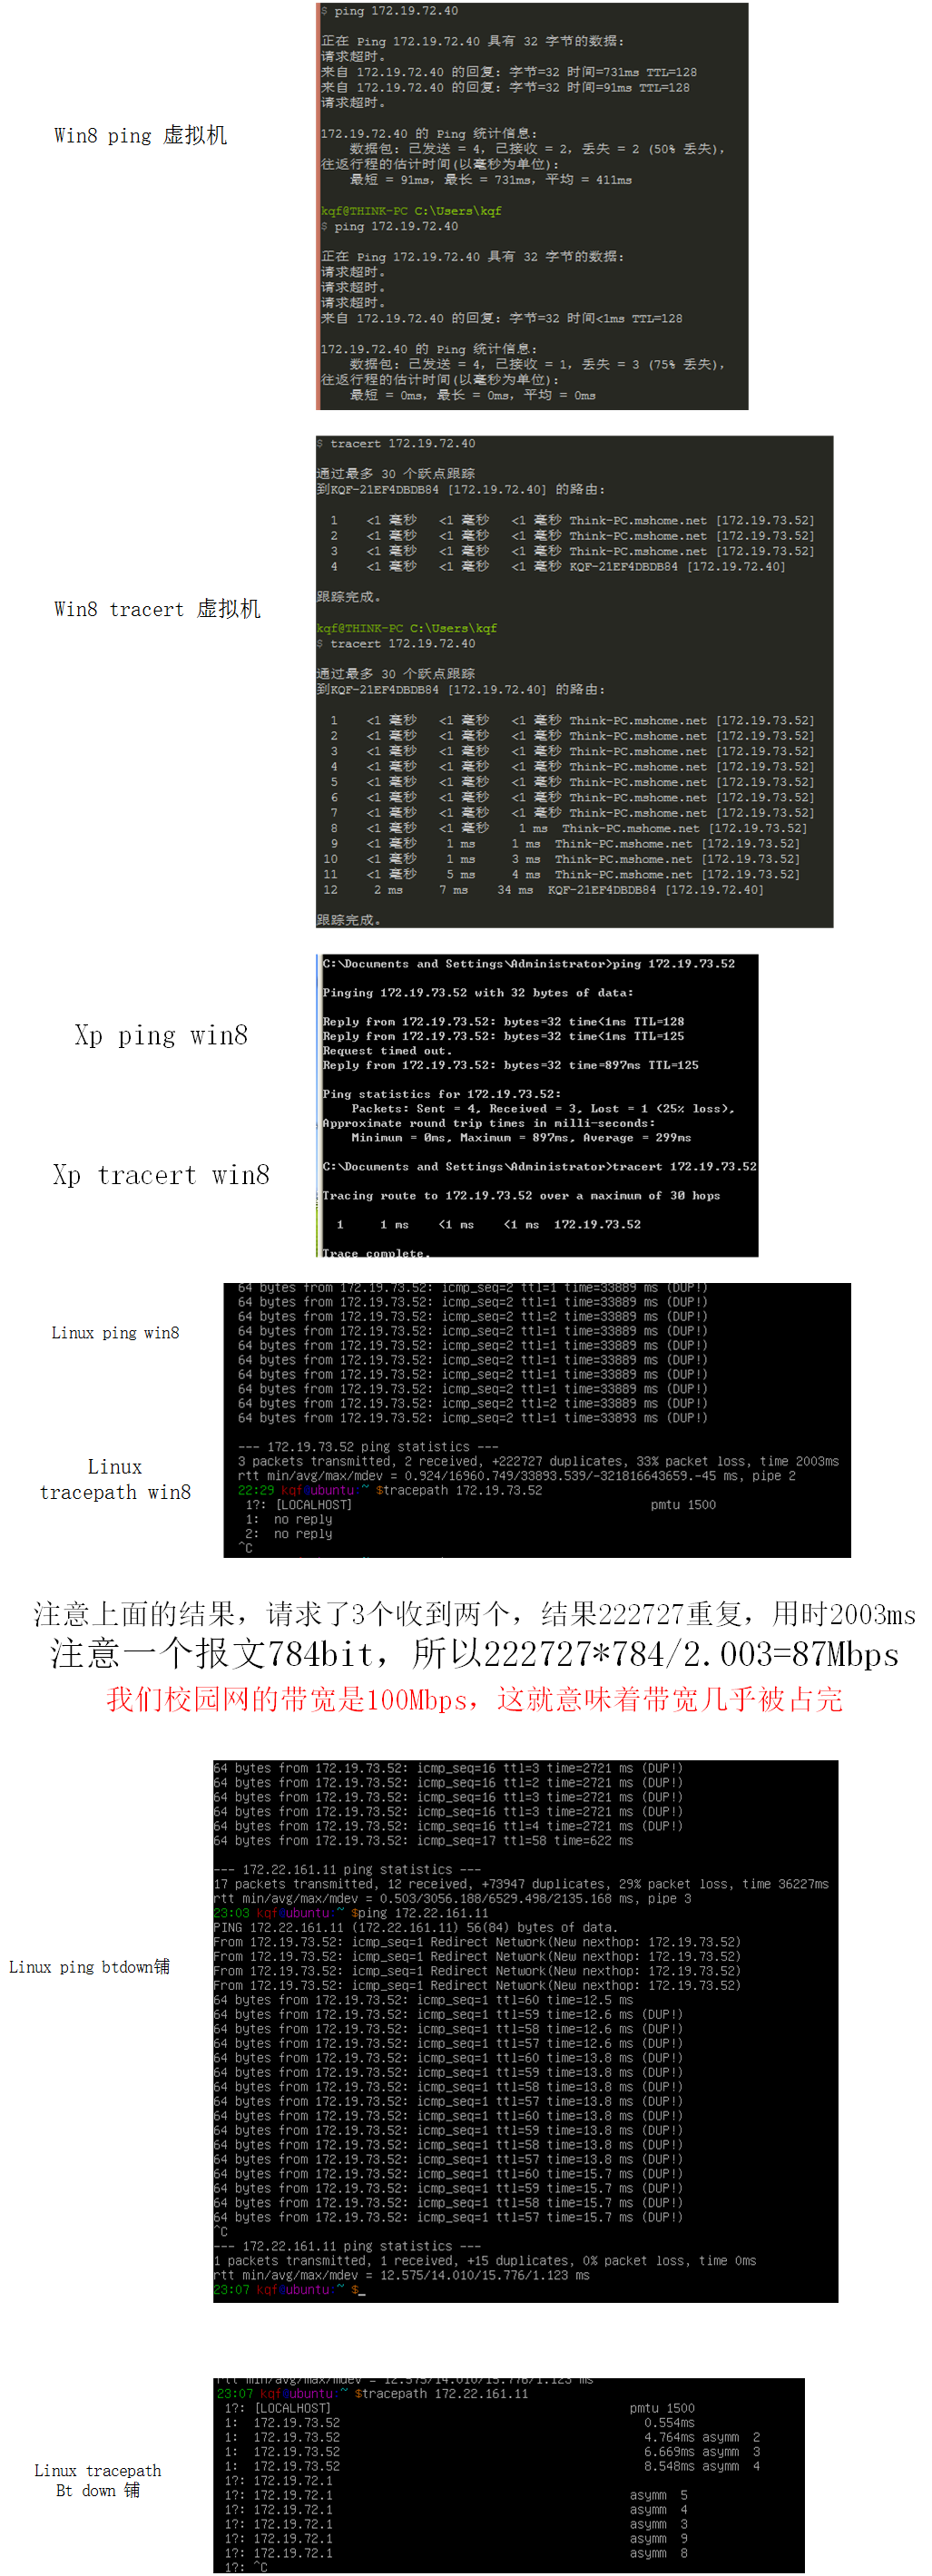 $ ping 172.19.72.40
正在 Ping 172.19.72.40 具有 32 字节的数据:
请求超时。
来自 172.19.72.40 的回复: 字节=32 时间=731ms TTL=128
来自 172.19.72.40 的回复: 字节=32 时间=91ms TTL=128
请求超时。
Win8 ping 虚拟机
172.19.72.40 的 Ping 统计信息:
数据包: 已发送 = 4, 已接收 = 2, 丢失 = 2 (50% 丢失),
往返行程的估计时间(以毫秒为单位):
最短 = 91ms, 最长 = 731ms, 平均 = 411ms
kqf@THINK-PC C:\Users\kqf
$ ping 172.19.72.40
正在 Ping 172.19.72.40 具有 32 字节的数据:
请求超时。
请求超时。
请求超时。
来自 172.19.72.40 的回复: 字节=32 时间<1ms TTL=128
172.19.72.40 的 Ping 统计信息:
数据包: 已发送 = 4, 已接收 = 1, 丢失 = 3 (75% 丢失),
往返行程的估计时间(以毫秒为单位):
最短 = 0ms, 最长 = 0ms, 平均 = 0ms
$ tracert 172.19.72.40
通过最多 30 个跃点跟踪
到KQF-21EF4DBDB84 [172.19.72.40] 的路由:
1 <1 毫秒 <1 毫秒 <1 毫秒 Think-PC.mshome.net [172.19.73.52]
2 <1 毫秒 <1 毫秒 <1 毫秒 Think-PC.mshome.net [172.19.73.52]
3 <1 毫秒 <1 毫秒 <1 毫秒 Think-PC.mshome.net [172.19.73.52]
4 <1 毫秒 <1 毫秒 <1 毫秒 KQF-21EF4DBDB84 [172.19.72.40]
跟踪完成。
Win8 tracert 虚拟机
kqf@THINK-PC C:\Users\kqf
$ tracert 172.19.72.40
通过最多 30 个跃点跟踪
到KQF-21EF4DBDB84 [172.19.72.40] 的路由:
1 <1 毫秒 <1 毫秒 <1 毫秒 Think-PC.mshome.net [172.19.73.52]
2 <1 毫秒 <1 毫秒 <1 毫秒 Think-PC.mshome.net [172.19.73.52]
3 <1 毫秒 <1 毫秒 <1 毫秒 Think-PC.mshome.net [172.19.73.52]
4 <1 毫秒 <1 毫秒 <1 毫秒 Think-PC.mshome.net [172.19.73.52]
5 <1 毫秒 <1 毫秒 <1 毫秒 Think-PC.mshome.net [172.19.73.52]
6 <1 毫秒 <1 毫秒 <1 毫秒 Think-PC.mshome.net [172.19.73.52]
7 <1 毫秒 <1 毫秒 <1 毫秒 Think-PC.mshome.net [172.19.73.52]
8 <1 毫秒 <1 毫秒 1 ms Think-PC.mshome.net [172.19.73.52]
9 <1 毫秒 1 ms 1 ms Think-PC.mshome.net [172.19.73.52]
10 <1 毫秒 1 ms 3 ms Think-PC.mshome.net [172.19.73.52]
11 <1 毫秒 5 ms 4 ms Think-PC.mshome.net [172.19.73.52]
12 2 ms 7 ms 34 ms KQF-21EF4DBDB84 [172.19.72.40]
跟踪完成。
C:\Documents and Settings\Administrator>ping 172.19.73.52
Pinging 172.19.73.52 with 32 bytes of data:
Xp ping win8
Reply from 172.19.73.52: bytes=32 time<1ms TTL=128
Reply from 172.19.73.52: bytes=32 time<1ms TTL=125
Request timed out.
Reply from 172.19.73.52: bytes=32 time=897ms TTL=125
Ping statistics for 172.19.73.52:
Packets: Sent = 4, Received = 3, Lost = 1 (25% loss),
Approximate round trip times in milli-seconds:
Minimum = 0ms, Maximum = 897ms, Average = 299ms
Xp tracert win8
C:\Documents and Settings\Administrator>tracert 172.19.73.52
Tracing route to 172.19.73.52 over a maximum of 30 hops
1 1 ms <1 ms <1 ms 172.19.73.52
Trace complete.
64 bytes from 172.19.73.52: icmp_seq=2 ttl=1 time=33889 ms (DUP!)
64 bytes from 172.19.73.52: icmp_seq=2 ttl=1 time=33889 ms (DUP!)
64 bytes from 172.19.73.52: icmp_seq=2 ttl=2 time=33889 ms (DUP!)
64 bytes from 172.19.73.52: icmp_seq=2 ttl=1 time=33889 ms (DUP!)
64 bytes from 172.19.73.52: icmp_seq=2 ttl=1 time=33889 ms (DUP!)
64 bytes from 172.19.73.52: icmp_seq=2 ttl=1 time=33889 ms (DUP!)
64 bytes from 172.19.73.52: icmp_seq=2 ttl=1 time=33889 ms (DUP!)
64 bytes from 172.19.73.52: icmp_seq=2 ttl=1 time=33889 ms (DUP!)
64 bytes from 172.19.73.52: icmp_seq=2 ttl=2 time=33889 ms (DUP!)
64 bytes from 172.19.73.52: icmp_seq=2 ttl=1 time=33893 ms (DUP!)
Linux ping win8
--- 172.19.73.52 ping statistics ---
3 packets transmitted, 2 received, +222727 duplicates, 33% packet loss, time 2003ms
rtt min/avg/max/mdev = 0.924/16960.749/33893.539/-321816643659.-45 ms, pipe 2
22:29 kqf@ubuntu:~ $tracepath 172.19.73.52
1?: [LOCALHOST] pmtu 1500
1: no reply
2: no reply
^C
Linux
tracepath win8
注意上面的结果，请求了3个收到两个，结果222727重复，用时2003ms
注意一个报文784bit，所以222727*784/2.003=87Mbps
我们校园网的带宽是100Mbps，这就意味着带宽几乎被占完
64 bytes from 172.19.73.52: icmp_seq=16 ttl=3 time=2721 ms (DUP!)
64 bytes from 172.19.73.52: icmp_seq=16 ttl=2 time=2721 ms (DUP!)
64 bytes from 172.19.73.52: icmp_seq=16 ttl=3 time=2721 ms (DUP!)
64 bytes from 172.19.73.52: icmp_seq=16 ttl=3 time=2721 ms (DUP!)
64 bytes from 172.19.73.52: icmp_seq=16 ttl=4 time=2721 ms (DUP!)
64 bytes from 172.19.73.52: icmp_seq=17 ttl=58 time=622 ms
--- 172.22.161.11 ping statistics ---
17 packets transmitted, 12 received, +73947 duplicates, 29% packet loss, time 36227ms
rtt min/avg/max/mdev = 0.503/3056.188/6529.498/2135.168 ms, pipe 3
23:03 kqf@ubuntu:~ $ping 172.22.161.11
PING 172.22.161.11 (172.22.161.11) 56(84) bytes of data.
From 172.19.73.52: icmp_seq=1 Redirect Network(New nexthop: 172.19.73.52)
From 172.19.73.52: icmp_seq=1 Redirect Network(New nexthop: 172.19.73.52)
From 172.19.73.52: icmp_seq=1 Redirect Network(New nexthop: 172.19.73.52)
From 172.19.73.52: icmp_seq=1 Redirect Network(New nexthop: 172.19.73.52)
64 bytes from 172.19.73.52: icmp_seq=1 ttl=60 time=12.5 ms
64 bytes from 172.19.73.52: icmp_seq=1 ttl=59 time=12.6 ms (DUP!)
64 bytes from 172.19.73.52: icmp_seq=1 ttl=58 time=12.6 ms (DUP!)
64 bytes from 172.19.73.52: icmp_seq=1 ttl=57 time=12.6 ms (DUP!)
64 bytes from 172.19.73.52: icmp_seq=1 ttl=60 time=13.8 ms (DUP!)
64 bytes from 172.19.73.52: icmp_seq=1 ttl=59 time=13.8 ms (DUP!)
64 bytes from 172.19.73.52: icmp_seq=1 ttl=58 time=13.8 ms (DUP!)
64 bytes from 172.19.73.52: icmp_seq=1 ttl=57 time=13.8 ms (DUP!)
64 bytes from 172.19.73.52: icmp_seq=1 ttl=60 time=13.8 ms (DUP!)
64 bytes from 172.19.73.52: icmp_seq=1 ttl=59 time=13.8 ms (DUP!)
64 bytes from 172.19.73.52: icmp_seq=1 ttl=58 time=13.8 ms (DUP!)
64 bytes from 172.19.73.52: icmp_seq=1 ttl=57 time=13.8 ms (DUP!)
64 bytes from 172.19.73.52: icmp_seq=1 ttl=60 time=15.7 ms (DUP!)
64 bytes from 172.19.73.52: icmp_seq=1 ttl=59 time=15.7 ms (DUP!)
64 bytes from 172.19.73.52: icmp_seq=1 ttl=58 time=15.7 ms (DUP!)
64 bytes from 172.19.73.52: icmp_seq=1 ttl=57 time=15.7 ms (DUP!)
^C
--- 172.22.161.11 ping statistics ---
1 packets transmitted, 1 received, +15 duplicates, 0% packet loss, time 0ms
rtt min/avg/max/mdev = 12.575/14.010/15.776/1.123 ms
23:07 kqf@ubuntu:~ $_
Linux ping btdown铺
rtt min/avg/max/mdev = 12.575/14.010/15.776/1.123 ms
23:07 kqf@ubuntu:~ $tracepath 172.22.161.11
1?: [LOCALHOST] pmtu 1500
1: 172.19.73.52 0.554ms
1: 172.19.73.52 4.764ms asymm 2
1: 172.19.73.52 6.669ms asymm 3
1: 172.19.73.52 8.548ms asymm 4
1?: 172.19.72.1
1?: 172.19.72.1 asymm 5
1?: 172.19.72.1 asymm 4
1?: 172.19.72.1 asymm 3
1?: 172.19.72.1 asymm 9
1?: 172.19.72.1 asymm 8
1?: ^C
Linux tracepath
Bt down 铺